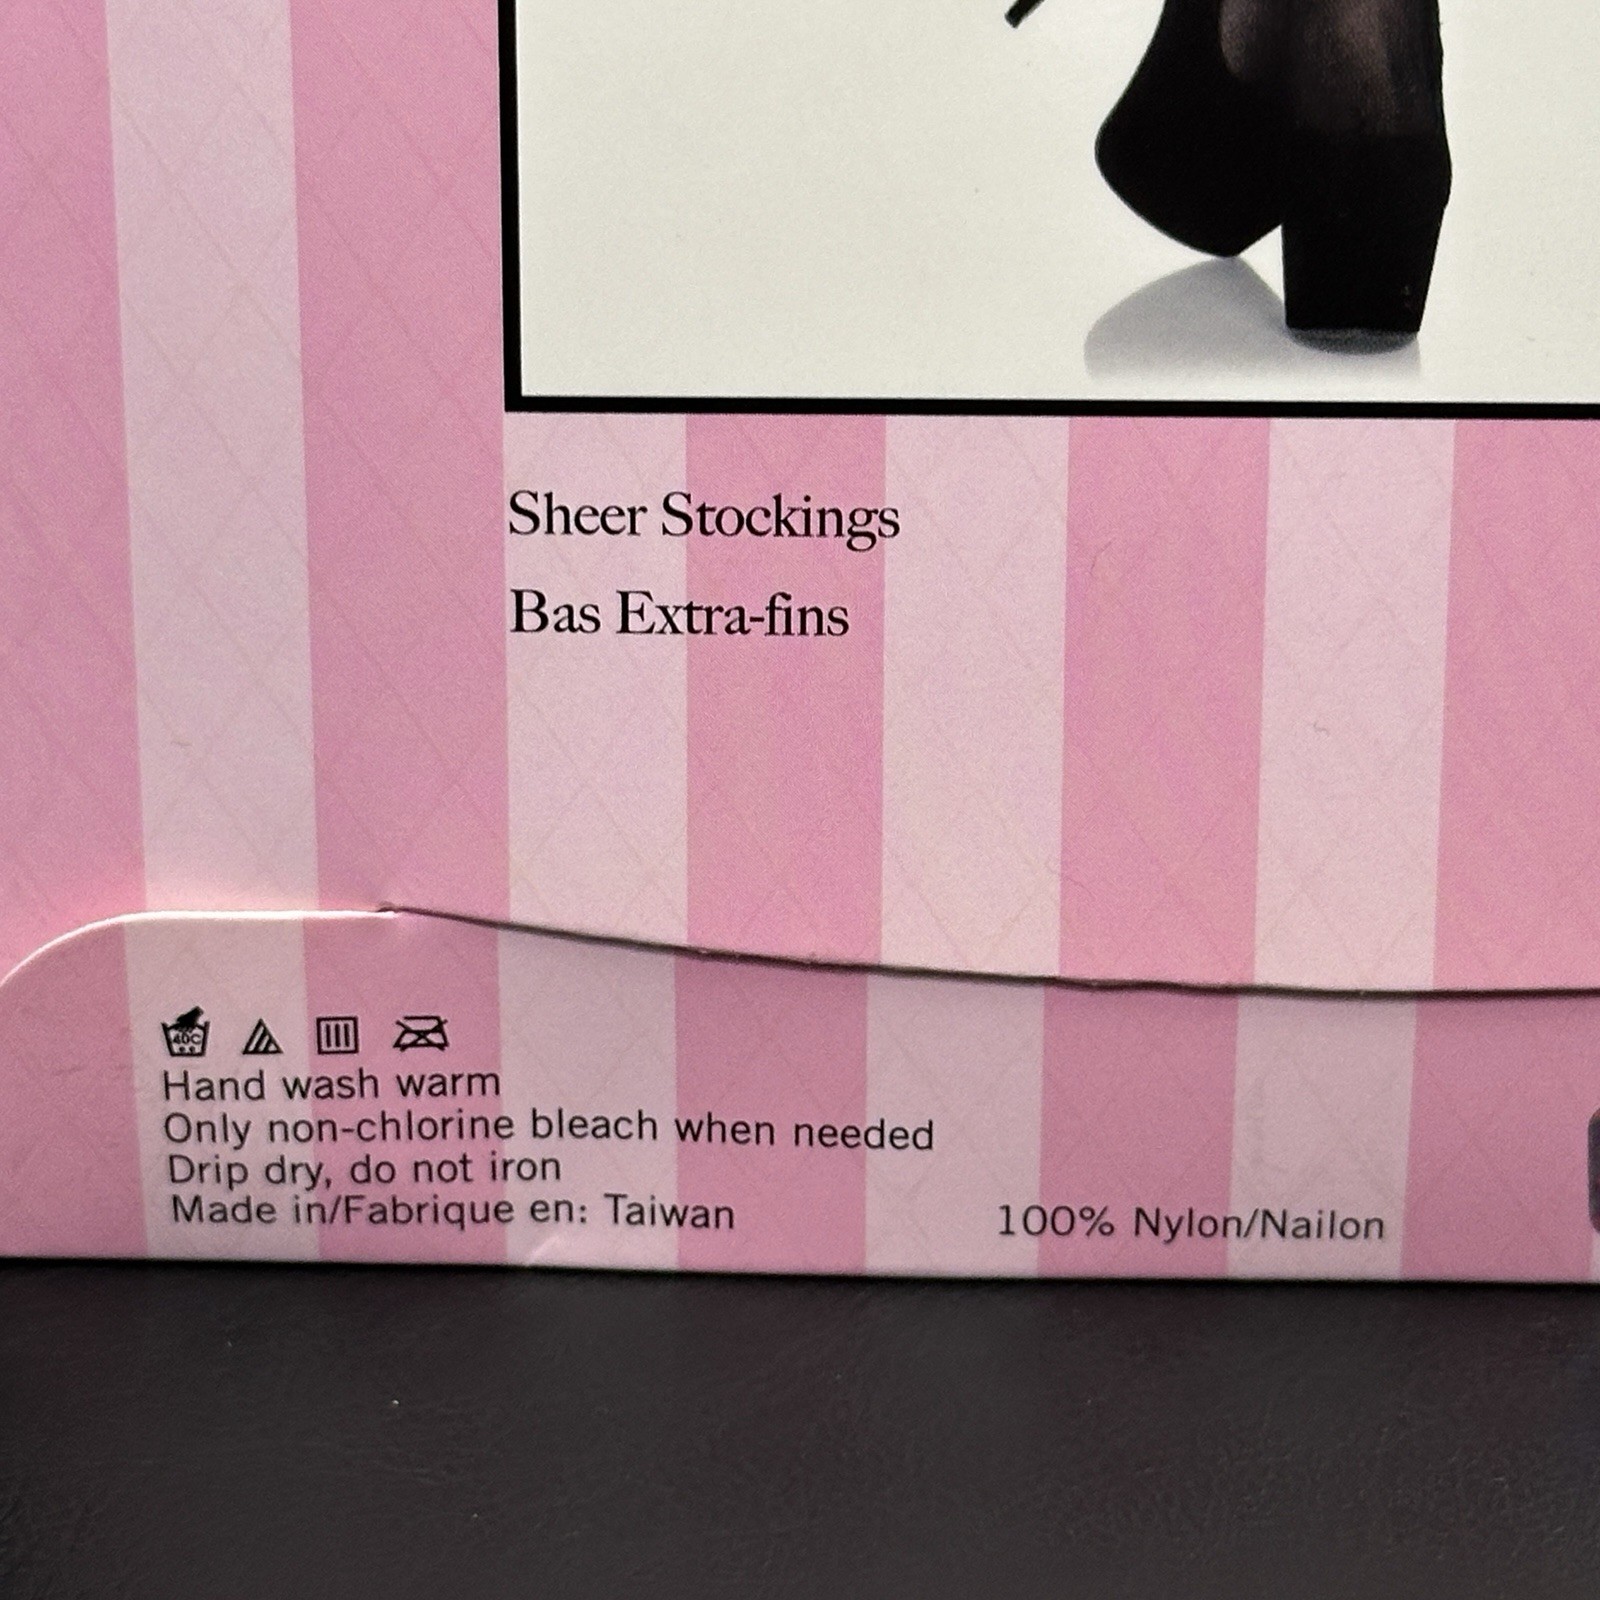 Sheer Stockings
Bas Extra-fins
40C
Hand wash warm
Only non-chlorine bleach when needed
Drip dry, do not iron
Made in/Fabrique en: Taiwan
100% Nylon/Nailon